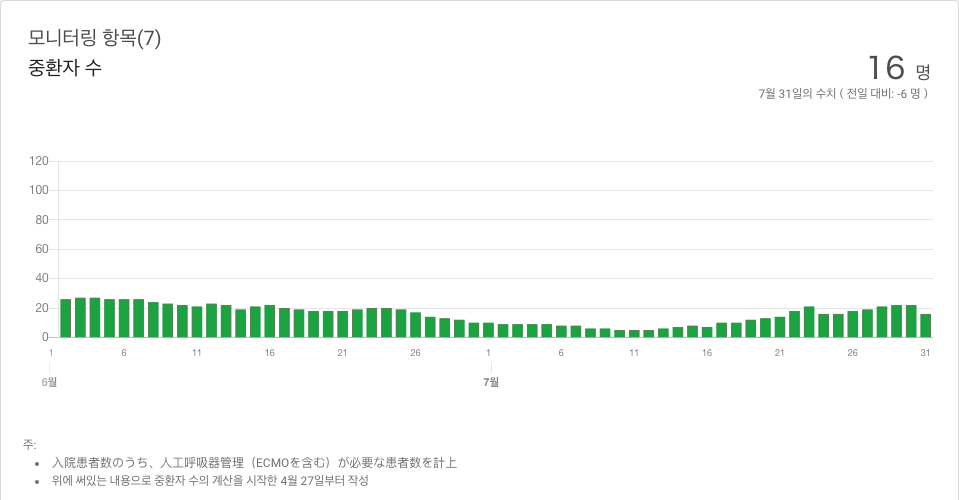 모니터링 항목(7)
중환자 수
16 명
7월 31일의 수치 ( 전일 대비: -6 명 )
120
100
80
60
40
20
0
1 6 11 16 21 26 1 6 11 16 21 26 31
6월 7월
주:
• 入院患者数のうち、人工呼吸器管理（ECMOを含む）が必要な患者数を計上
• 위에 써있는 내용으로 중환자 수의 계산을 시작한 4월 27일부터 작성